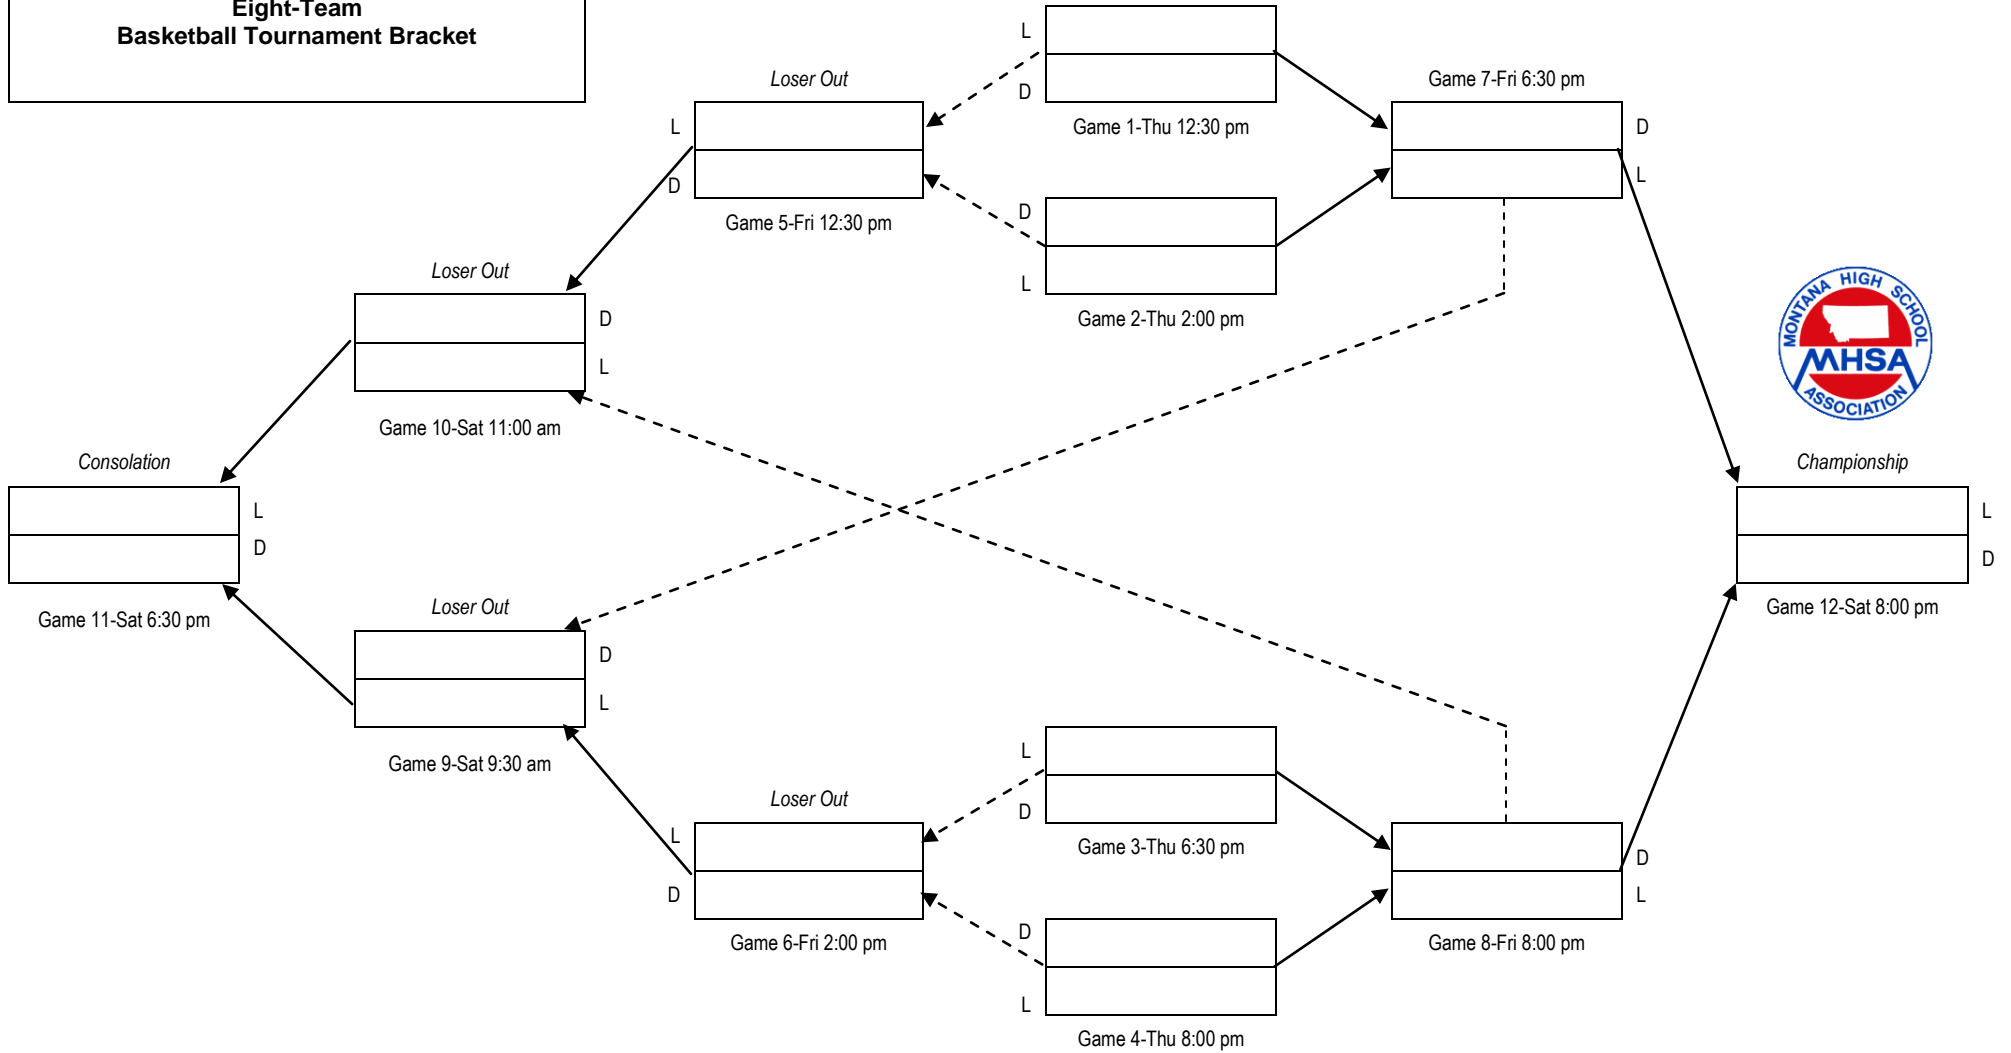 Eight-Team
Basketball Tournament Bracket
L
D
Game 1-Thu 12:30 pm
Loser Out
L
D
Game 5-Fri 12:30 pm
Game 7-Fri 6:30 pm
D
L
D
L
Game 2-Thu 2:00 pm
Loser Out
D
L
Game 10-Sat 11:00 am
MONTANA HIGH SCHOOL
MHSA
ASSOCIATION
Consolation
L
D
Game 11-Sat 6:30 pm
Championship
L
D
Game 12-Sat 8:00 pm
Loser Out
D
L
Game 9-Sat 9:30 am
L
D
Game 3-Thu 6:30 pm
Loser Out
L
D
Game 6-Fri 2:00 pm
D
L
Game 8-Fri 8:00 pm
D
L
Game 4-Thu 8:00 pm